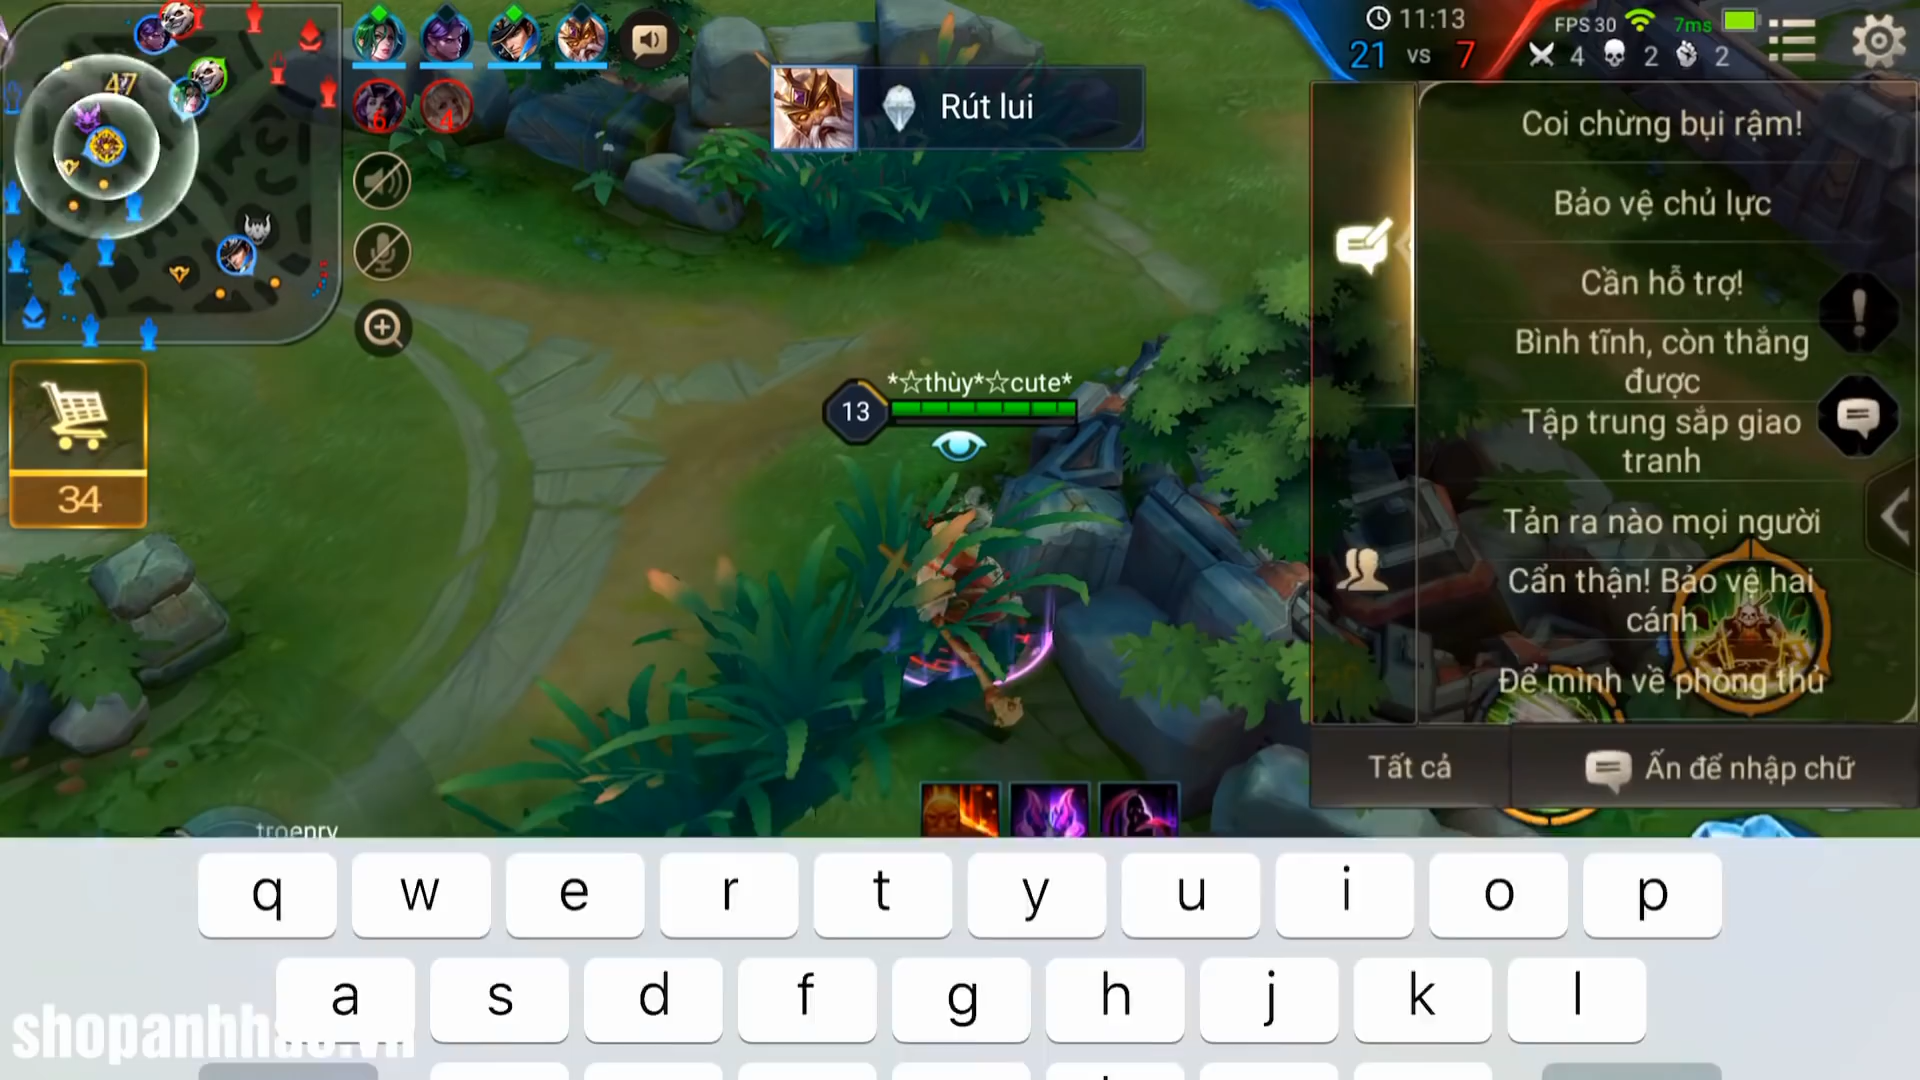 47
11:13
FPS 30
7ms
21 vs 7
4
2
2
6
4
Rút lui
Coi chừng bụi rậm!
Bảo vệ chủ lực
Cần hỗ trợ!
Bình tĩnh, còn thắng
được
Tập trung sắp giao
tranh
Tản ra nào mọi người
Cẩn thận! Bảo vệ hai
cánh
Để mình về phòng thủ
*☆thùy*☆cute*
13
34
Tất cả
Ấn để nhập chữ
troenry
q w e r t y u i o p
a s d f g h j k l